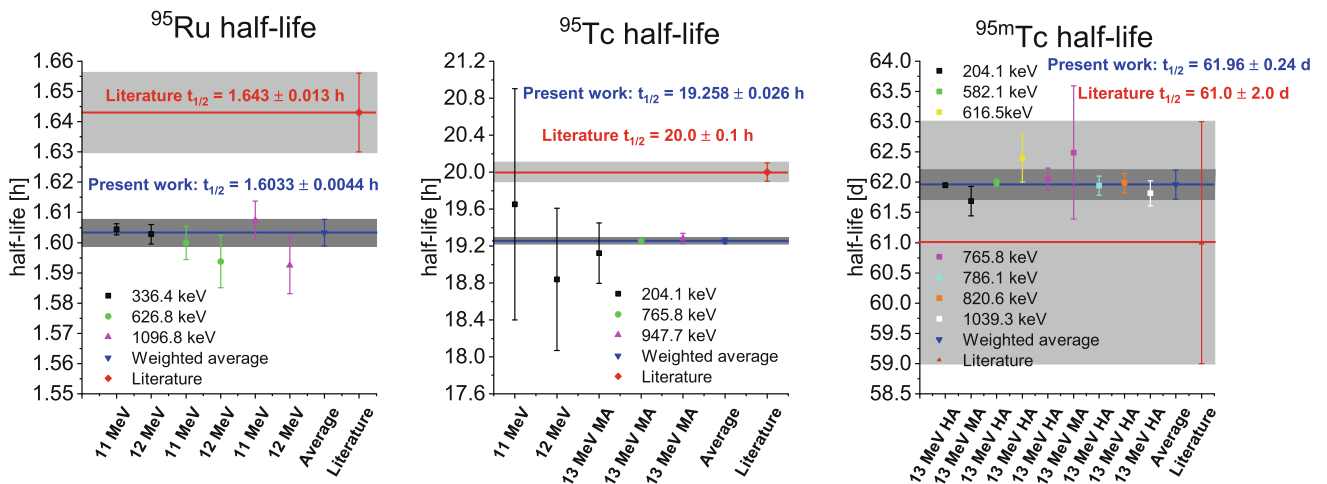 ⁹⁵Ru half-life
half-life [h]
1.66
1.65
1.64
1.63
1.62
1.61
1.60
1.59
1.58
1.57
1.56
1.55
Literature t₁/₂ = 1.643 ± 0.013 h
Present work: t₁/₂ = 1.6033 ± 0.0044 h
336.4 keV
626.8 keV
1096.8 keV
Weighted average
Literature
11 MeV
12 MeV
11 MeV
12 MeV
11 MeV
12 MeV
Average
Literature
⁹⁵Tc half-life
half-life [h]
21.2
20.8
20.4
20.0
19.6
19.2
18.8
18.4
18.0
17.6
Present work: t₁/₂ = 19.258 ± 0.026 h
Literature t₁/₂ = 20.0 ± 0.1 h
204.1 keV
765.8 keV
947.7 keV
Weighted average
Literature
11 MeV
12 MeV
13 MeV MA
13 MeV MA
13 MeV MA
Average
Literature
⁹⁵ᵐTc half-life
half-life [d]
64.0
63.5
63.0
62.5
62.0
61.5
61.0
60.5
60.0
59.5
59.0
58.5
204.1 keV
582.1 keV
616.5keV
Present work: t₁/₂ = 61.96 ± 0.24 d
Literature t₁/₂ = 61.0 ± 2.0 d
765.8 keV
786.1 keV
820.6 keV
1039.3 keV
Weighted average
Literature
13 MeV HA
13 MeV MA
13 MeV HA
13 MeV HA
13 MeV HA
13 MeV MA
13 MeV HA
13 MeV HA
13 MeV HA
Average
Literature